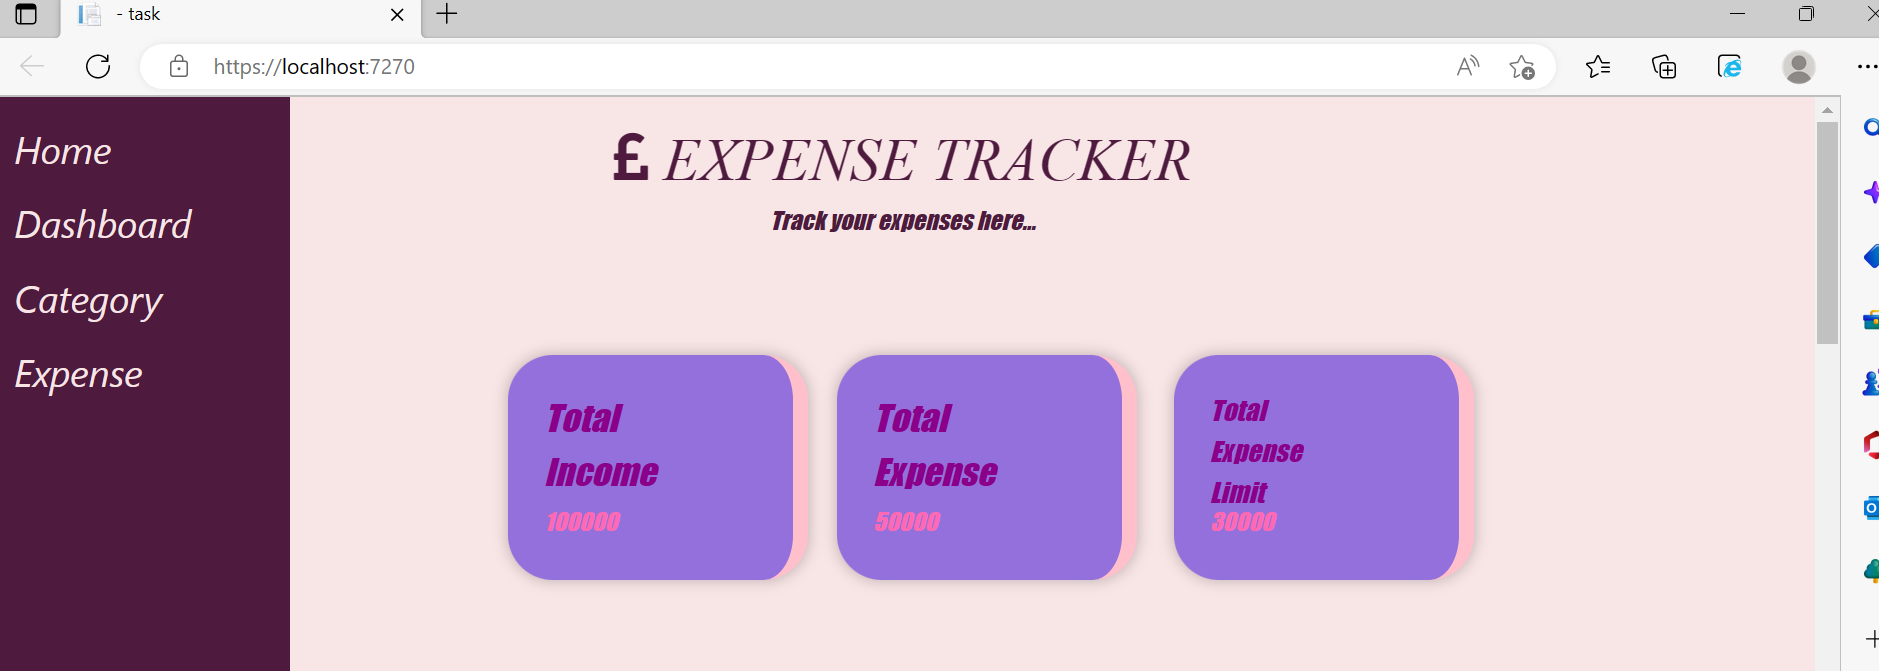 - task
https://localhost:7270
Home
Dashboard
Category
Expense
£ EXPENSE TRACKER
Track your expenses here...
Total
Income
100000
Total
Expense
50000
Total
Expense
Limit
30000